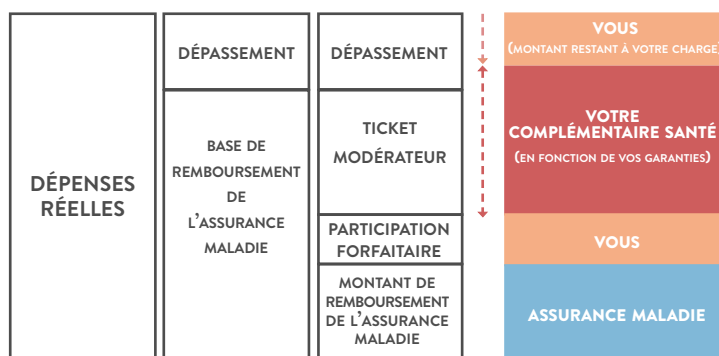 DÉPENSES
RÉELLES
DÉPASSEMENT
BASE DE
REMBOURSEMENT
DE
L'ASSURANCE
MALADIE
DÉPASSEMENT
TICKET
MODÉRATEUR
PARTICIPATION
FORFAITAIRE
MONTANT DE
REMBOURSEMENT
DE L'ASSURANCE
MALADIE
VOUS
(MONTANT RESTANT À VOTRE CHARGE)
VOTRE
COMPLÉMENTAIRE SANTÉ
(EN FONCTION DE VOS GARANTIES)
VOUS
ASSURANCE MALADIE